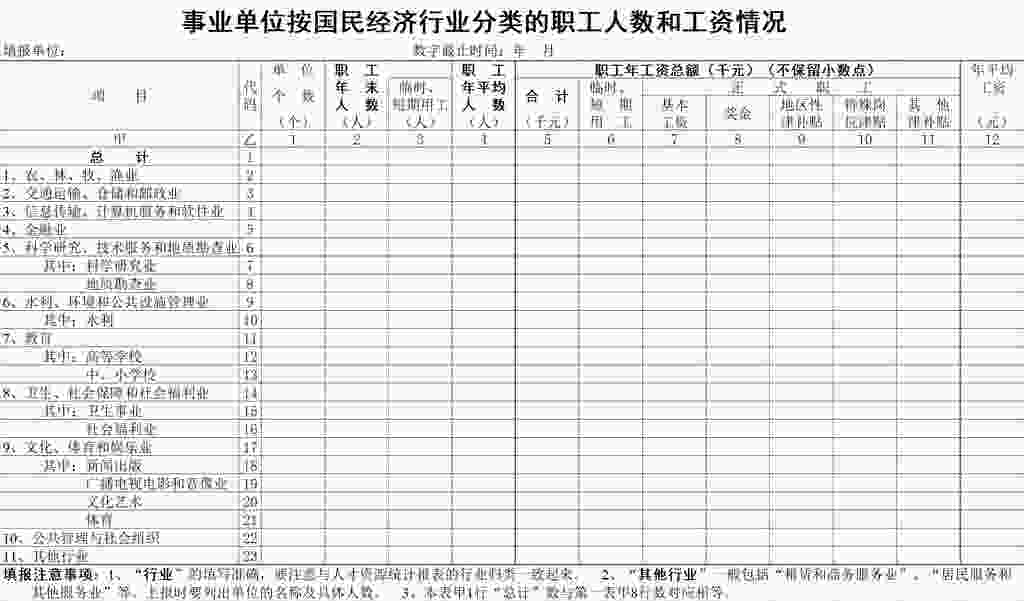 事业单位按国民经济行业分类的职工人数和工资情况
填报单位： 数字截止时间： 年 月
项 目 代码 单位个数（个） 职工年末人数（人） 临时、短期用工（人） 职工年平均人数（人） 职工年工资总额（千元）（不保留小数点） 年平均工资（元）
合 计（千元） 临时、短期用工 正式职工
基本工资 奖金 地区性津补贴 特殊岗位津贴 其他津补贴
甲 乙 1 2 3 4 5 6 7 8 9 10 11 12
总 计 1
1、农、林、牧、渔业 2
2、交通运输、仓储和邮政业 3
3、信息传输、计算机服务和软件业 4
4、金融业 5
5、科学研究、技术服务和地质勘查业 6
其中：科学研究业 7
地质勘查业 8
6、水利、环境和公共设施管理业 9
其中：水利 10
7、教育 11
其中：高等学校 12
中、小学校 13
8、卫生、社会保障和社会福利业 14
其中：卫生事业 15
社会福利业 16
9、文化、体育和娱乐业 17
其中：新闻出版 18
广播电视电影和音像业 19
文化艺术 20
体育 21
10、公共管理与社会组织 22
11、其他行业 23
填报注意事项：1、“行业”的填写准确，要注意与人才资源统计报表的行业归类一致起来。 2、“其他行业”一般包括“租赁和商务服务业”、“居民服务和
其他服务业”等，上报时要列出单位的名称及具体人数。 3、本表甲1行“总计”数与第一表甲8行数对应相等。